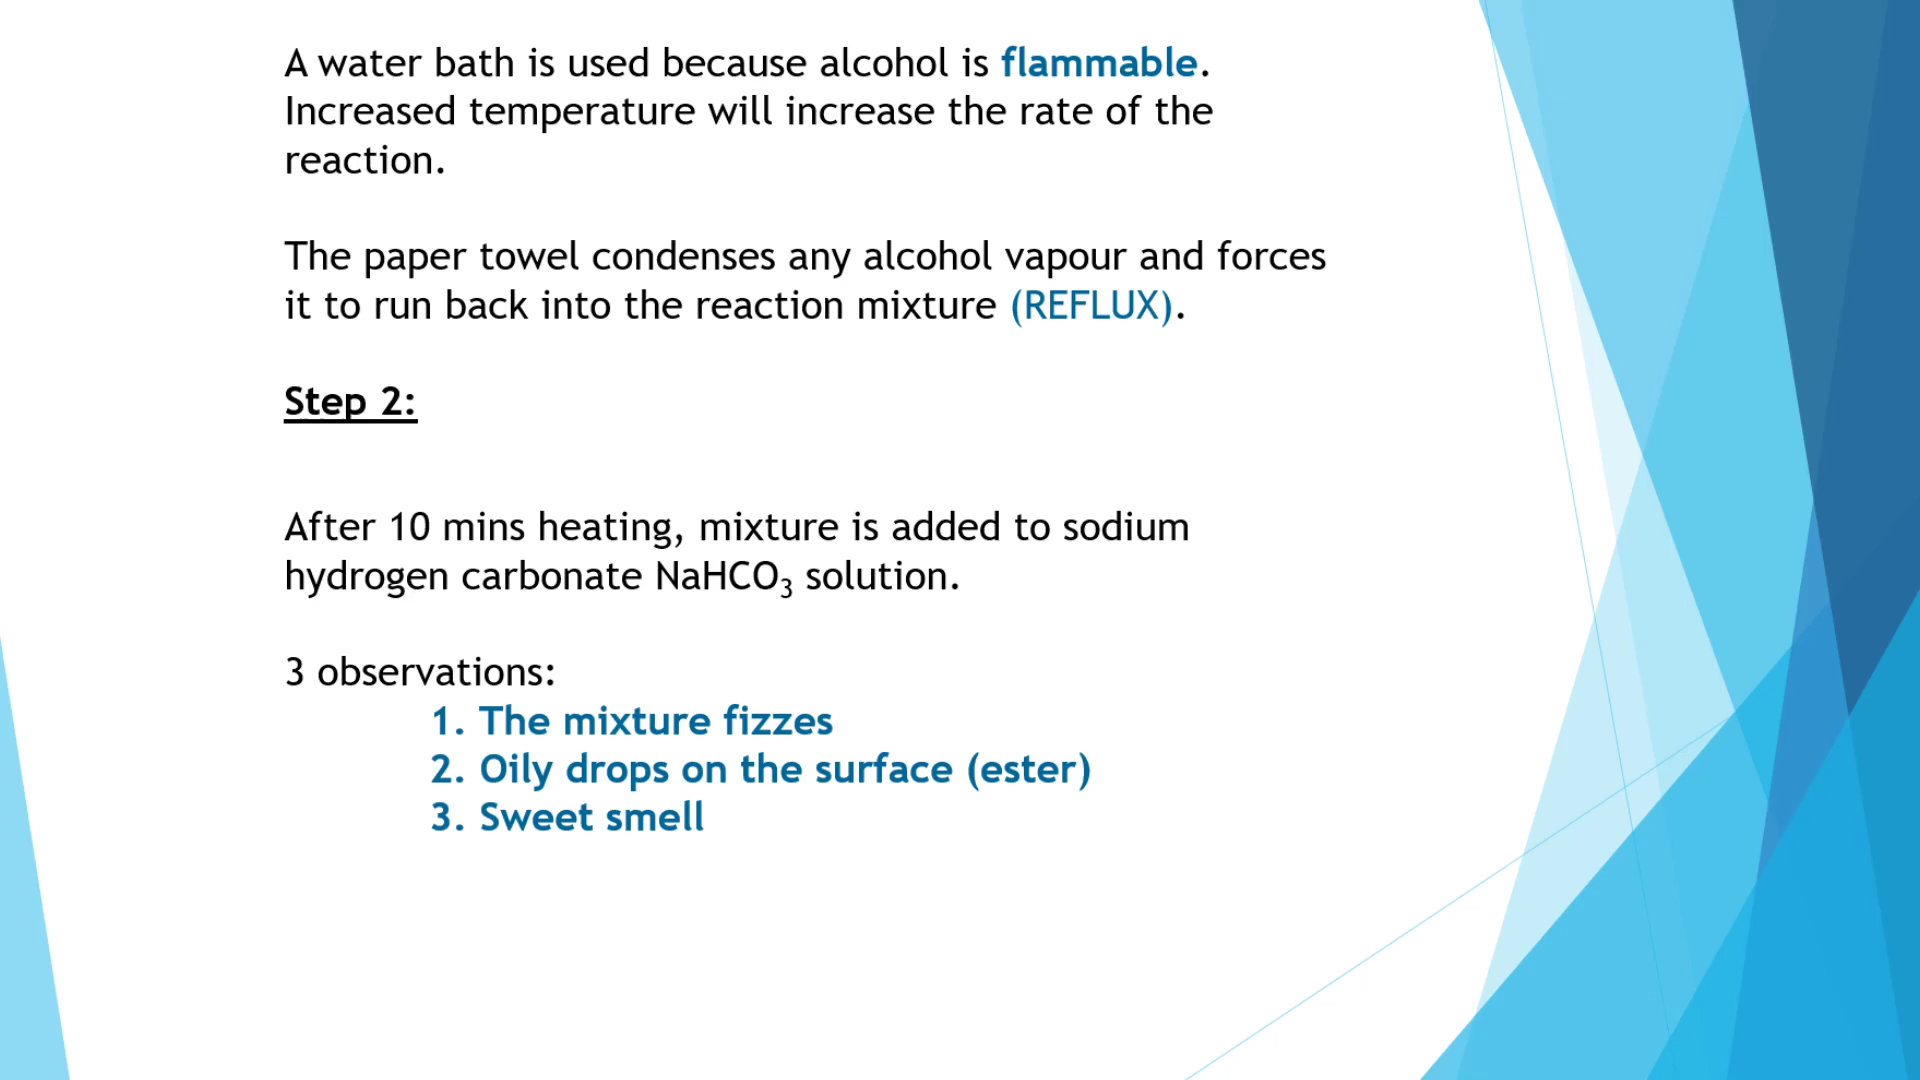 A water bath is used because alcohol is flammable.
Increased temperature will increase the rate of the
reaction.
The paper towel condenses any alcohol vapour and forces
it to run back into the reaction mixture (REFLUX).
Step 2:
After 10 mins heating, mixture is added to sodium
hydrogen carbonate NaHCO₃ solution.
3 observations:
1. The mixture fizzes
2. Oily drops on the surface (ester)
3. Sweet smell